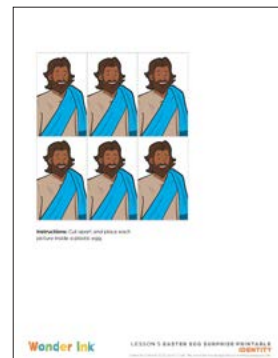 Instructions: Cut apart and place each
picture inside a plastic egg.
Wonder Ink
LESSON 5 EASTER EGG SURPRISE PRINTABLE
IDENTITY